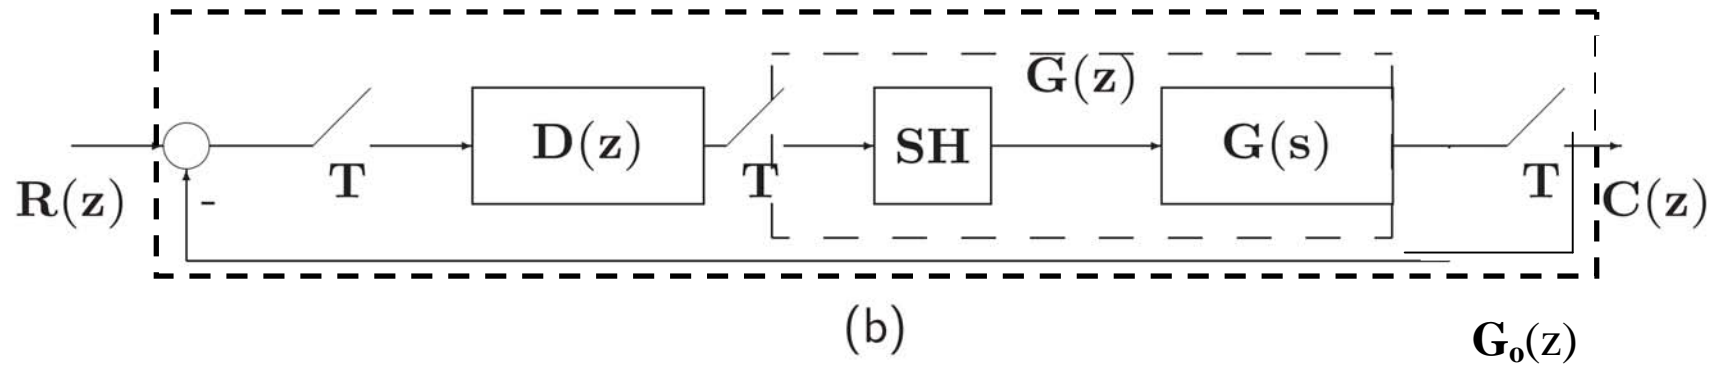 G̅(z)
D(z) SH G(s)
T T T
R(z) - C(z)
(b)
Gₒ(z)